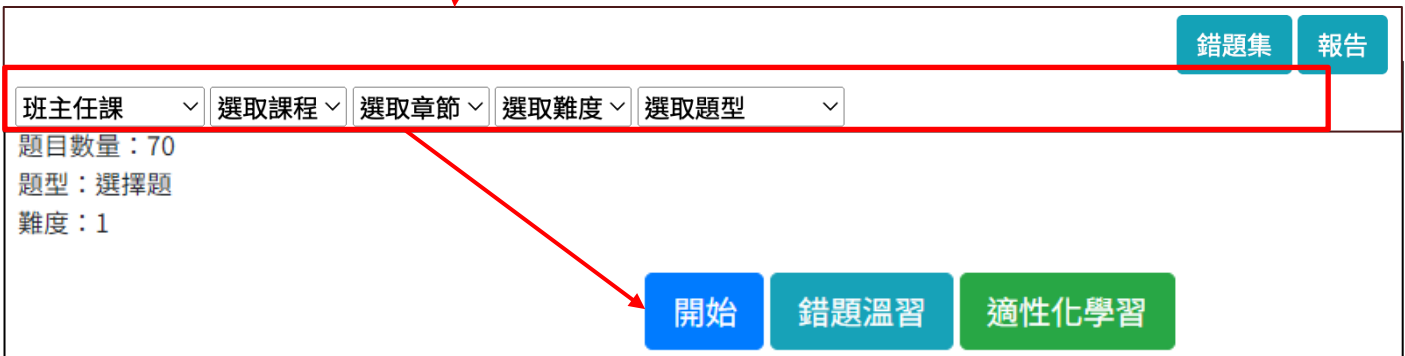 錯題集 報告
班主任課 選取課程 選取章節 選取難度 選取題型
題目數量：70
題型：選擇題
難度：1
開始 錯題溫習 適性化學習